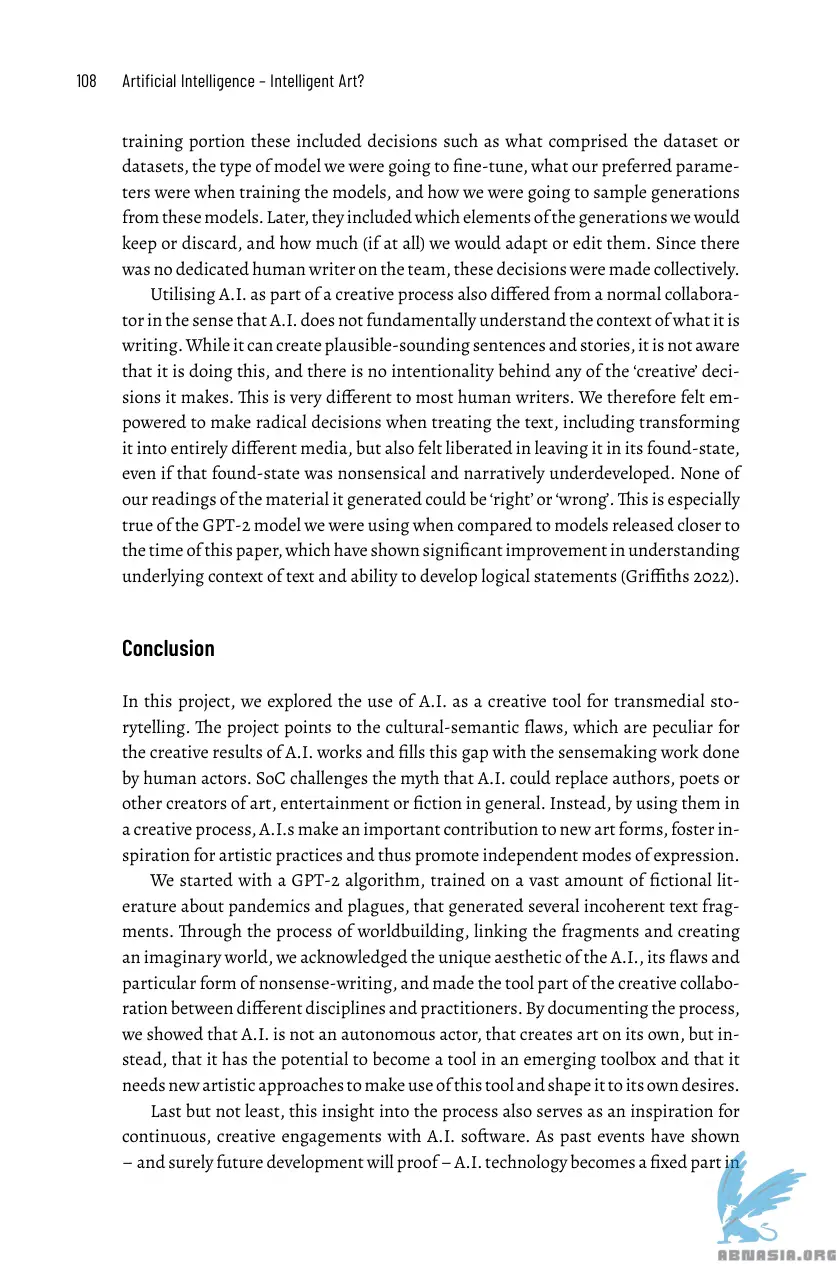 108 Artificial Intelligence – Intelligent Art?
training portion these included decisions such as what comprised the dataset or
datasets, the type of model we were going to fine-tune, what our preferred parame-
ters were when training the models, and how we were going to sample generations
from these models. Later, they included which elements of the generations we would
keep or discard, and how much (if at all) we would adapt or edit them. Since there
was no dedicated human writer on the team, these decisions were made collectively.
Utilising A.I. as part of a creative process also differed from a normal collabora-
tor in the sense that A.I. does not fundamentally understand the context of what it is
writing. While it can create plausible-sounding sentences and stories, it is not aware
that it is doing this, and there is no intentionality behind any of the ‘creative’ deci-
sions it makes. This is very different to most human writers. We therefore felt em-
powered to make radical decisions when treating the text, including transforming
it into entirely different media, but also felt liberated in leaving it in its found-state,
even if that found-state was nonsensical and narratively underdeveloped. None of
our readings of the material it generated could be ‘right’ or ‘wrong’. This is especially
true of the GPT-2 model we were using when compared to models released closer to
the time of this paper, which have shown significant improvement in understanding
underlying context of text and ability to develop logical statements (Griffiths 2022).
Conclusion
In this project, we explored the use of A.I. as a creative tool for transmedial sto-
rytelling. The project points to the cultural-semantic flaws, which are peculiar for
the creative results of A.I. works and fills this gap with the sensemaking work done
by human actors. SoC challenges the myth that A.I. could replace authors, poets or
other creators of art, entertainment or fiction in general. Instead, by using them in
a creative process, A.I.s make an important contribution to new art forms, foster in-
spiration for artistic practices and thus promote independent modes of expression.
We started with a GPT-2 algorithm, trained on a vast amount of fictional lit-
erature about pandemics and plagues, that generated several incoherent text frag-
ments. Through the process of worldbuilding, linking the fragments and creating
an imaginary world, we acknowledged the unique aesthetic of the A.I., its flaws and
particular form of nonsense-writing, and made the tool part of the creative collabo-
ration between different disciplines and practitioners. By documenting the process,
we showed that A.I. is not an autonomous actor, that creates art on its own, but in-
stead, that it has the potential to become a tool in an emerging toolbox and that it
needs new artistic approaches to make use of this tool and shape it to its own desires.
Last but not least, this insight into the process also serves as an inspiration for
continuous, creative engagements with A.I. software. As past events have shown
– and surely future development will proof – A.I. technology becomes a fixed part in
ABNASIA.ORG